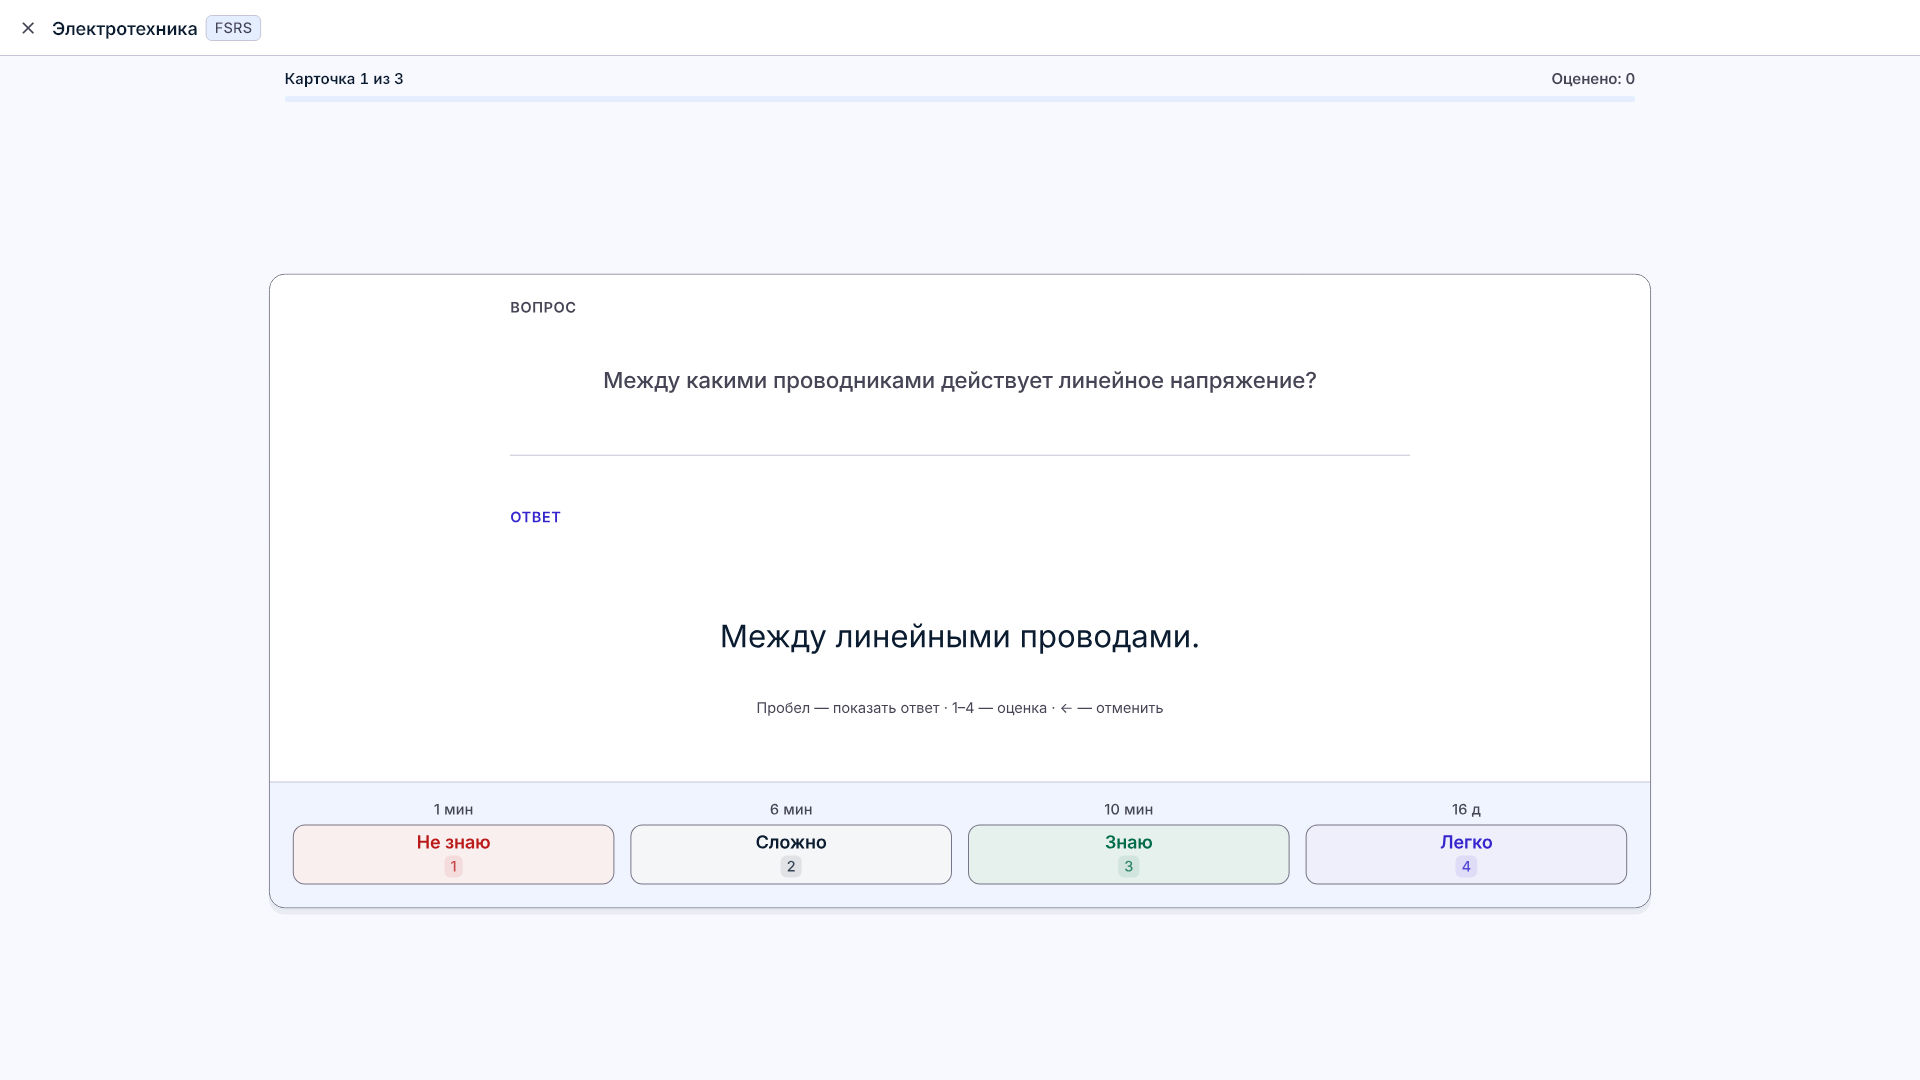 Электротехника FSRS
Карточка 1 из 3
Оценено: 0
ВОПРОС
Между какими проводниками действует линейное напряжение?
ОТВЕТ
Между линейными проводами.
Пробел — показать ответ · 1–4 — оценка · ← — отменить
1 мин
Не знаю
1
6 мин
Сложно
2
10 мин
Знаю
3
16 д
Легко
4